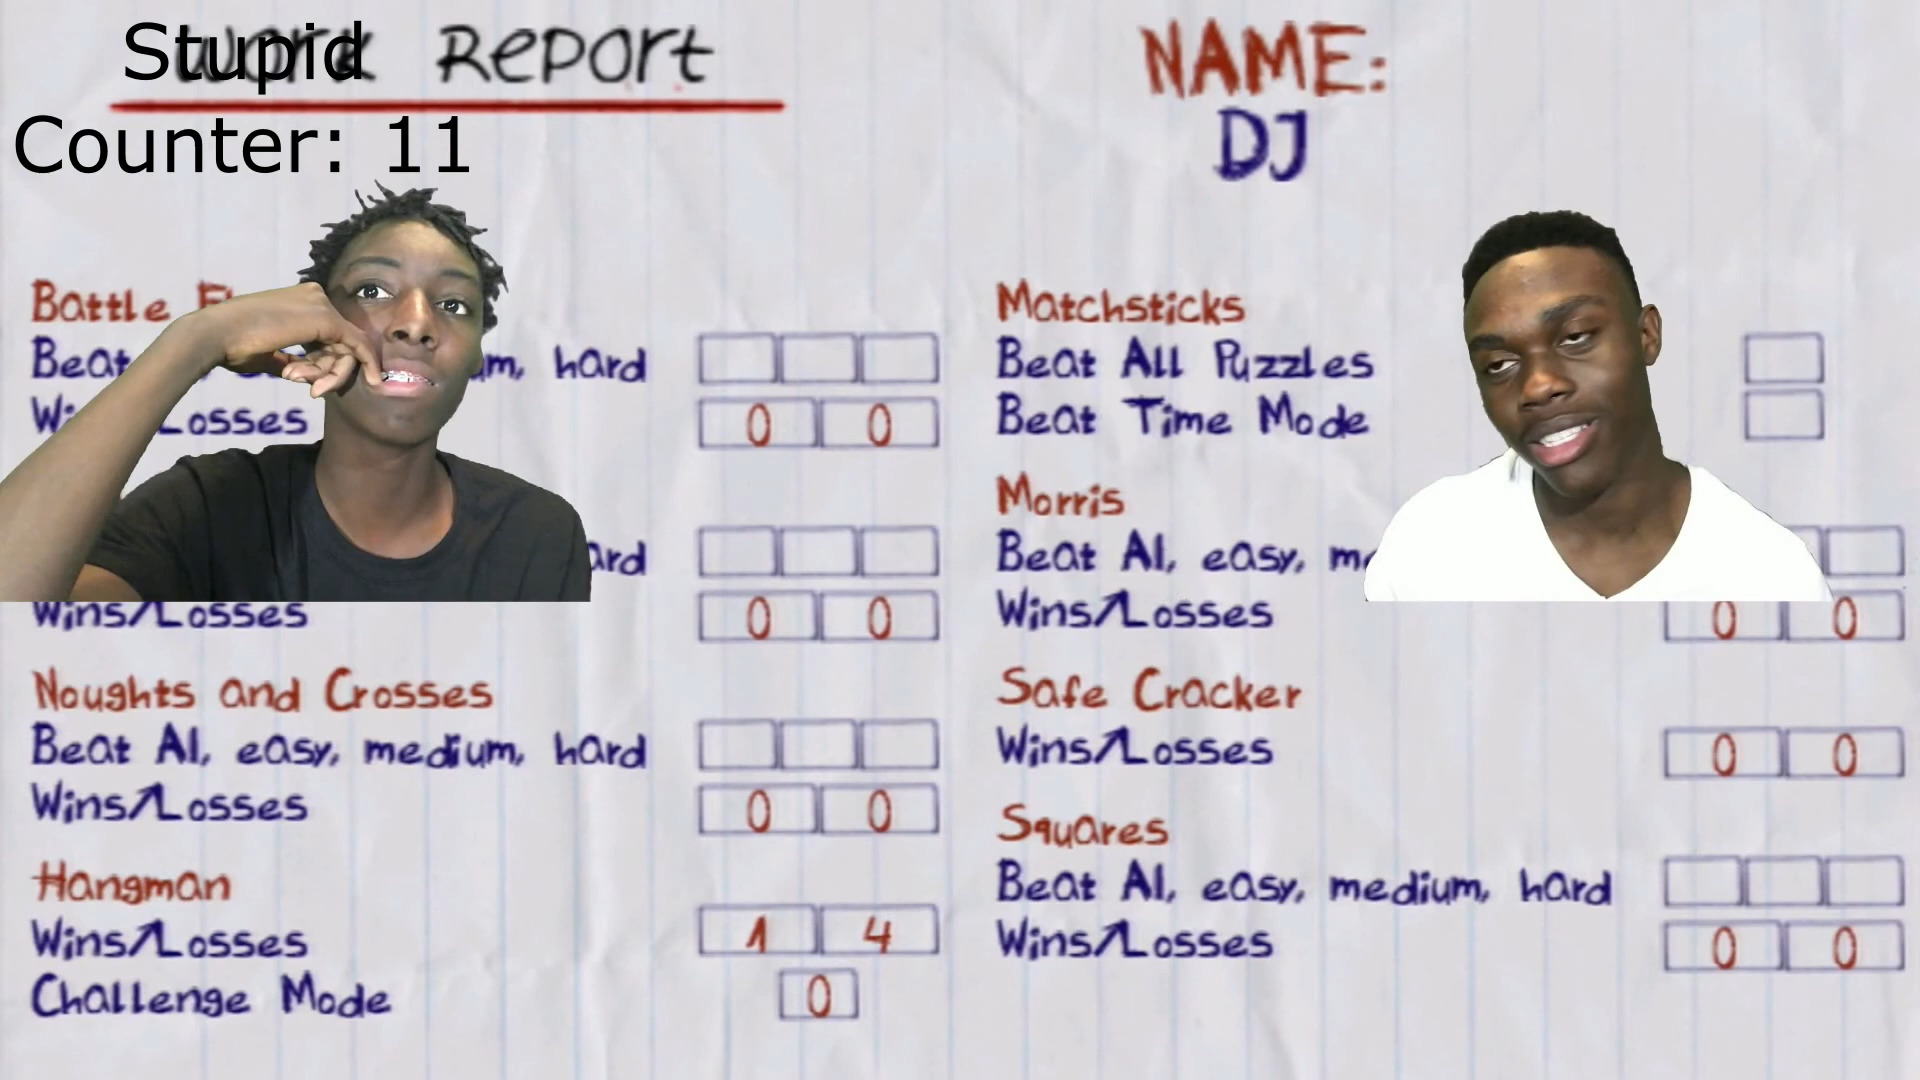 Stupid
Counter: 11
Work Report
NAME:
DJ
Battle
Beat hard
Losses
0 0
Wins/Losses
0 0
Noughts and Crosses
Beat AI, easy, medium, hard
Wins/Losses
0 0
Hangman
Wins/Losses
1 4
Challenge Mode
0
Matchsticks
Beat All Puzzles
Beat Time Mode
Morris
Beat AI, easy,
Wins/Losses
0 0
Safe Cracker
Wins/Losses
0 0
Squares
Beat AI, easy, medium, hard
Wins/Losses
0 0